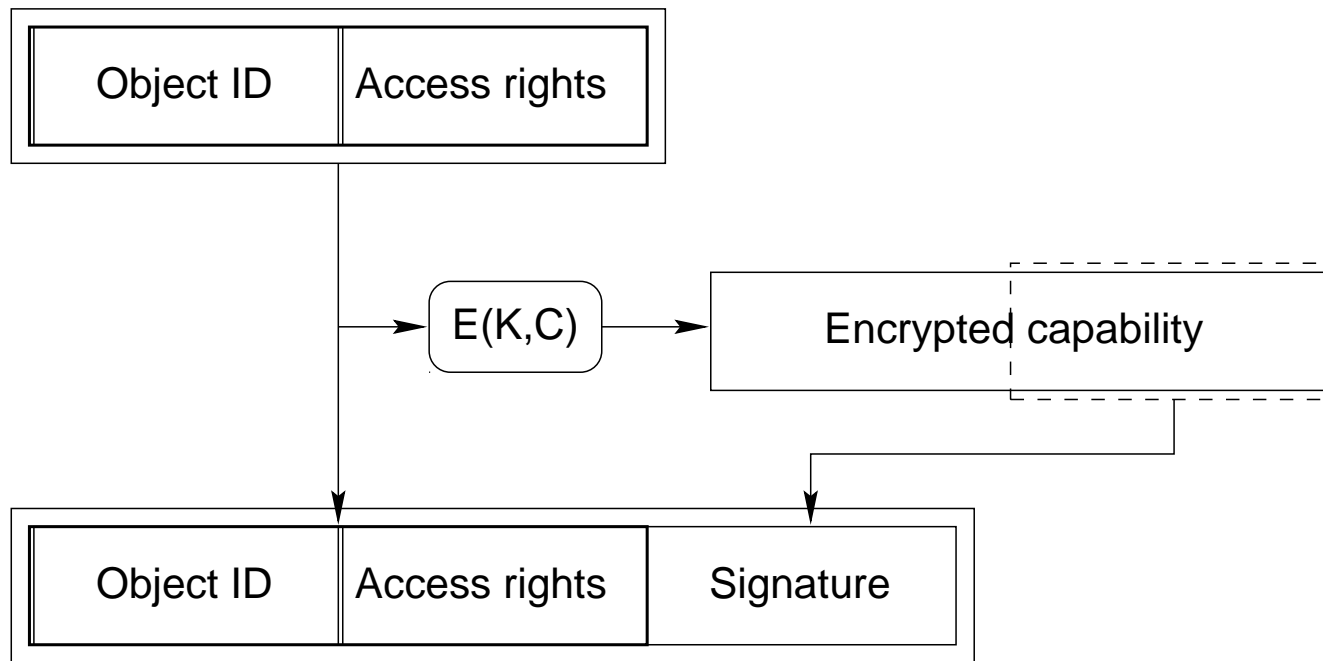 Object ID Access rights
E(K,C) Encrypted capability
Object ID Access rights Signature